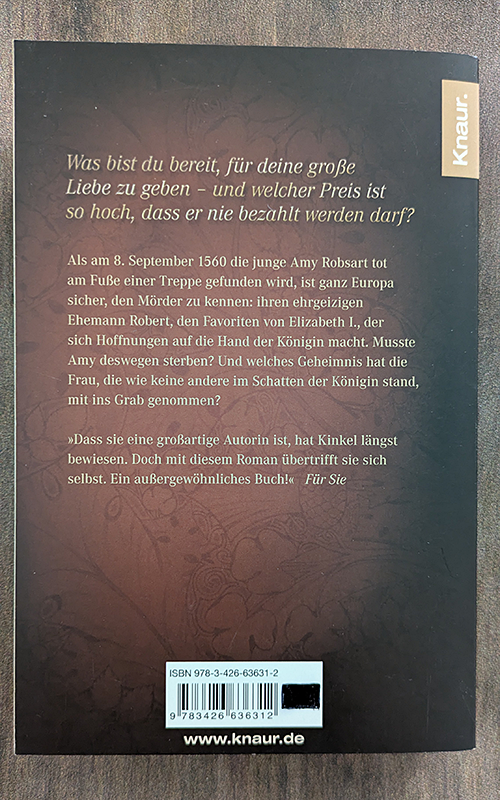 Knaur.
Was bist du bereit, für deine große
Liebe zu geben – und welcher Preis ist
so hoch, dass er nie bezahlt werden darf?
Als am 8. September 1560 die junge Amy Robsart tot
am Fuße einer Treppe gefunden wird, ist ganz Europa
sicher, den Mörder zu kennen: ihren ehrgeizigen
Ehemann Robert, den Favoriten von Elizabeth I., der
sich Hoffnungen auf die Hand der Königin macht. Musste
Amy deswegen sterben? Und welches Geheimnis hat die
Frau, die wie keine andere im Schatten der Königin stand,
mit ins Grab genommen?
»Dass sie eine großartige Autorin ist, hat Kinkel längst
bewiesen. Doch mit diesem Roman übertrifft sie sich
selbst. Ein außergewöhnliches Buch!« Für Sie
ISBN 978-3-426-63631-2
9 783426 636312
www.knaur.de